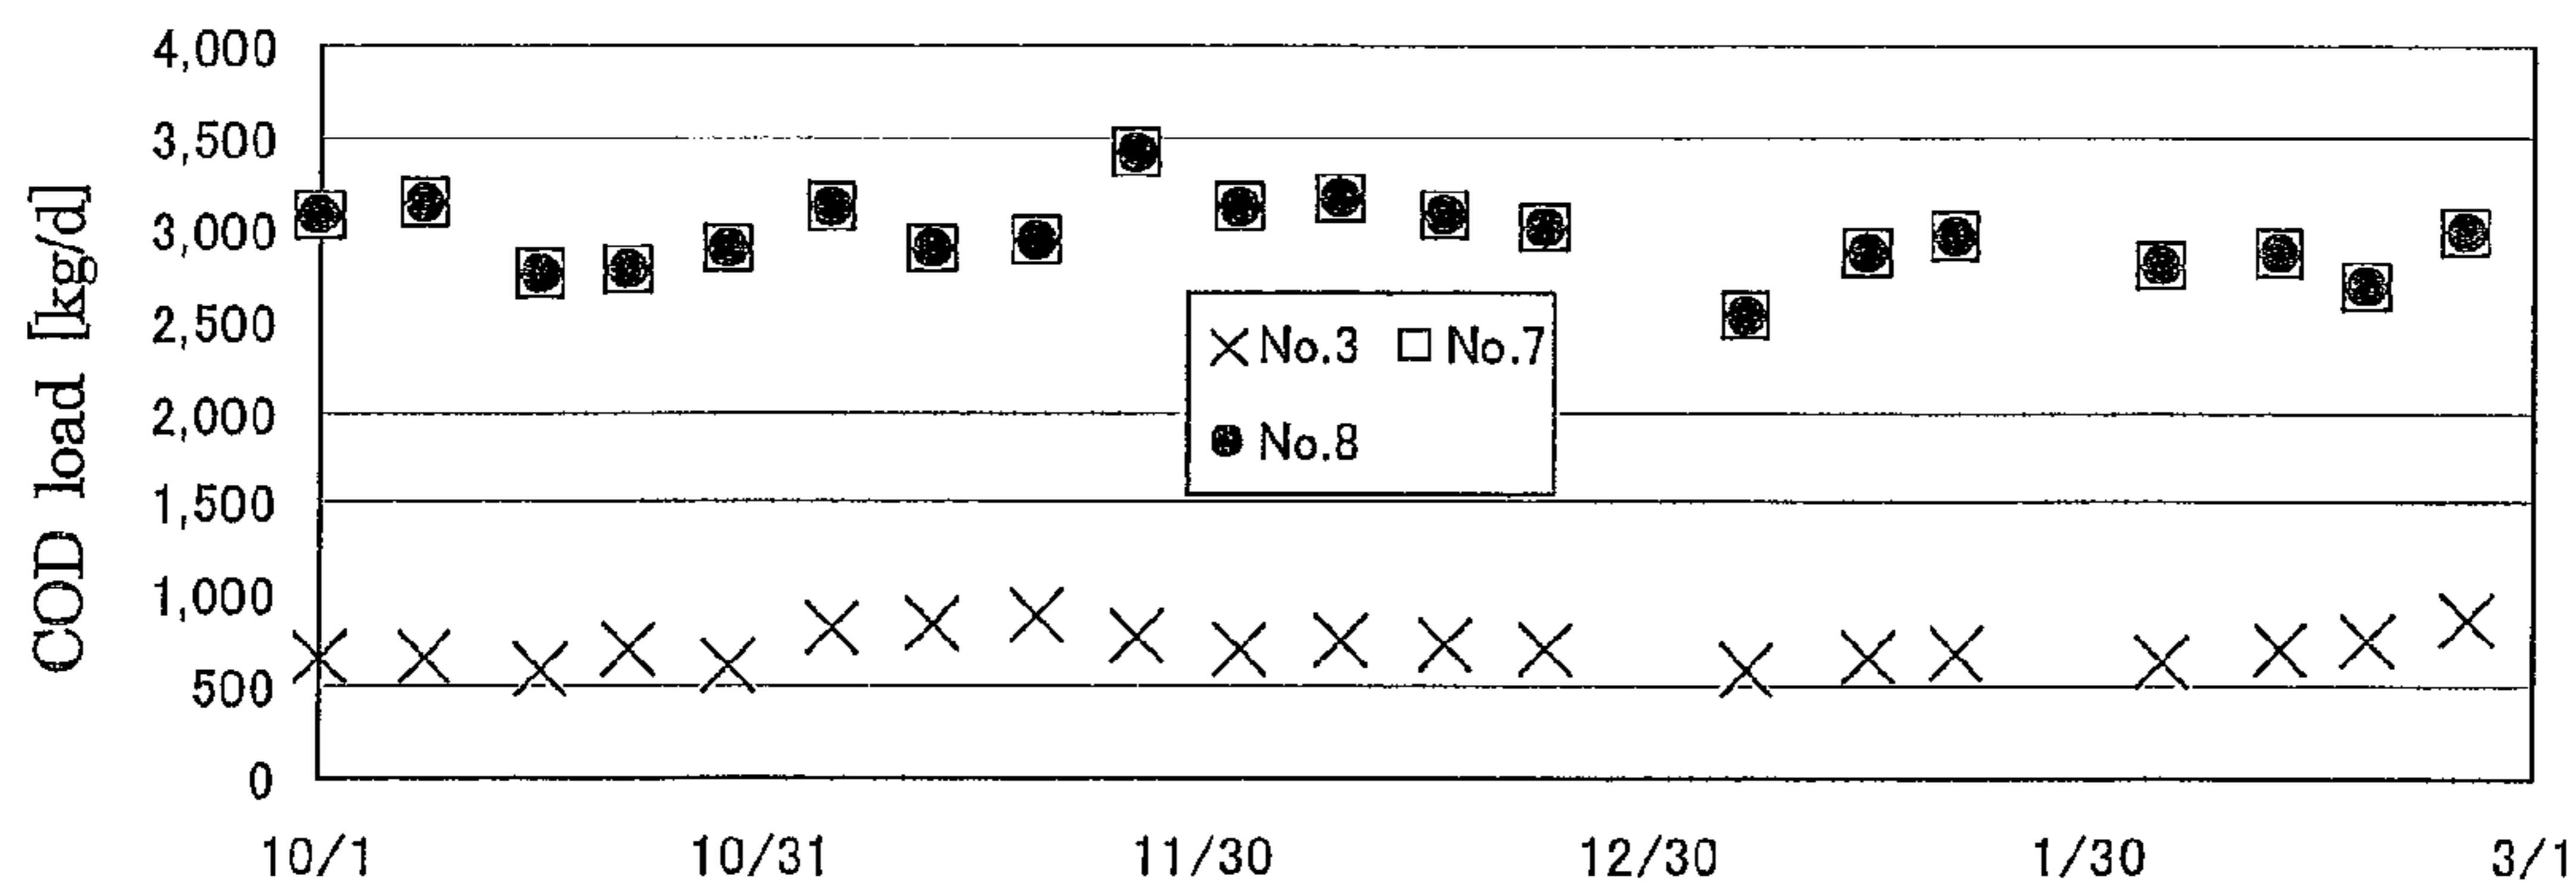 4,000
3,500
3,000
2,500
2,000
1,500
1,000
500
0
COD load [kg/d]
×No.3 □No.7
●No.8
10/1 10/31 11/30 12/30 1/30 3/1